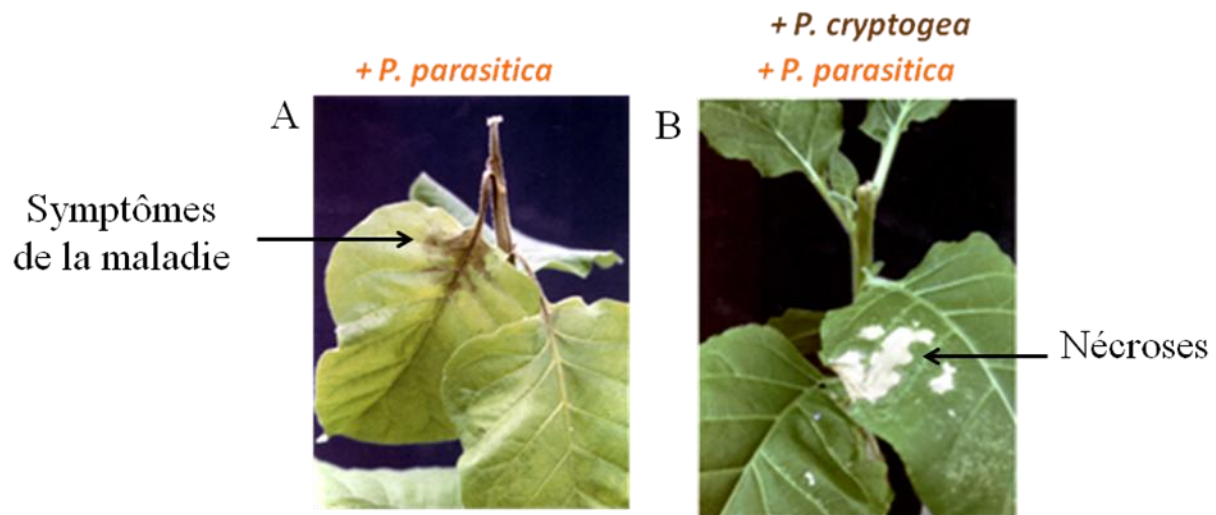 + P. parasitica
+ P. cryptogea
+ P. parasitica
A
B
Symptômes
de la maladie
Nécroses